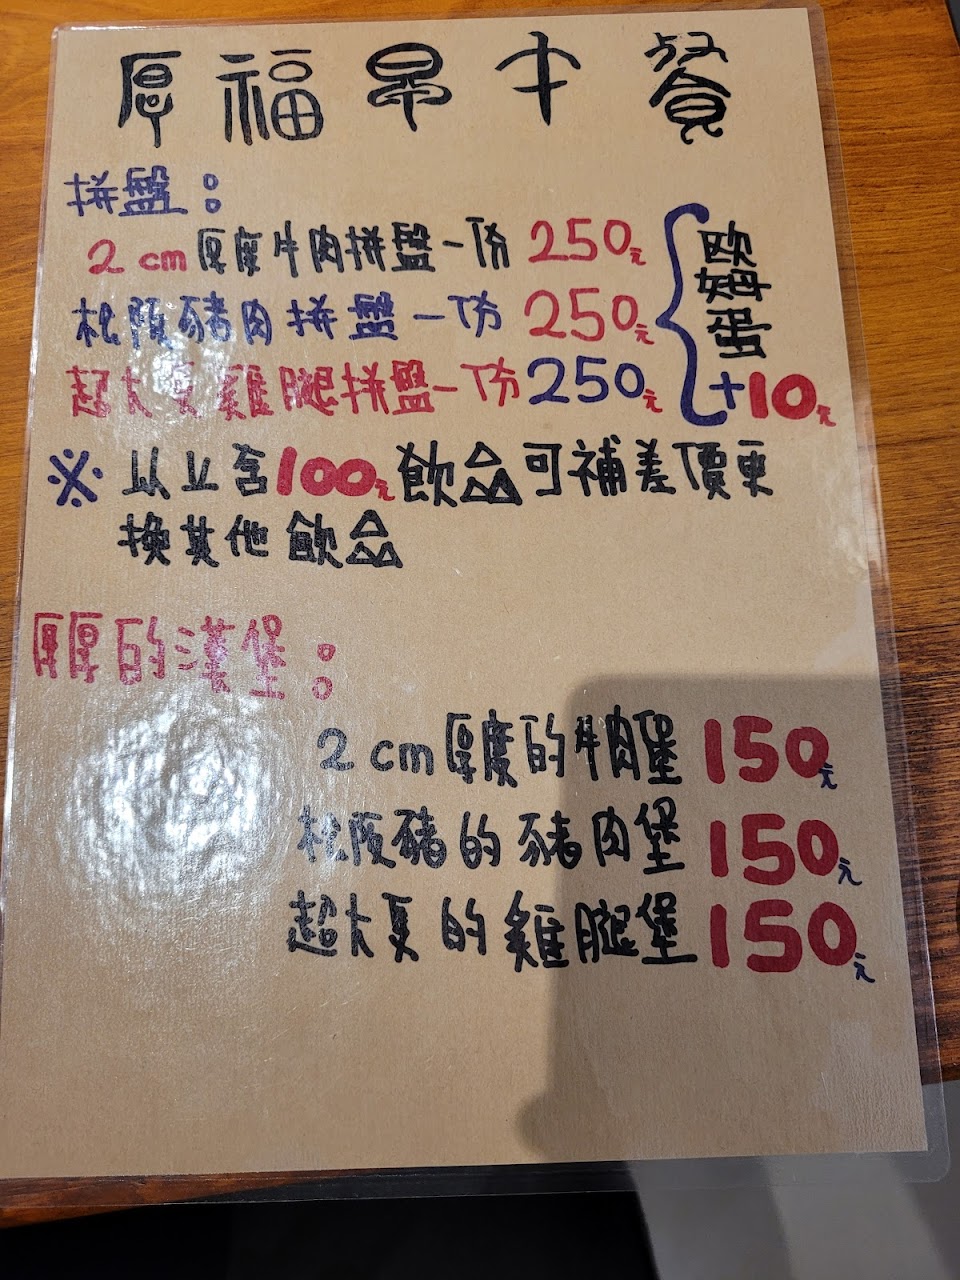 厚福早午餐
拼盤：
2cm厚度牛肉拼盤一份 250元
松阪豬肉拼盤一份 250元
超大隻雞腿拼盤一份 250元
歐姆蛋
+10元
※以上含100元飲品可補差價更
換其他飲品
厚厚的漢堡：
2cm厚度的牛肉堡 150元
松阪豬的豬肉堡 150元
超大隻的雞腿堡 150元